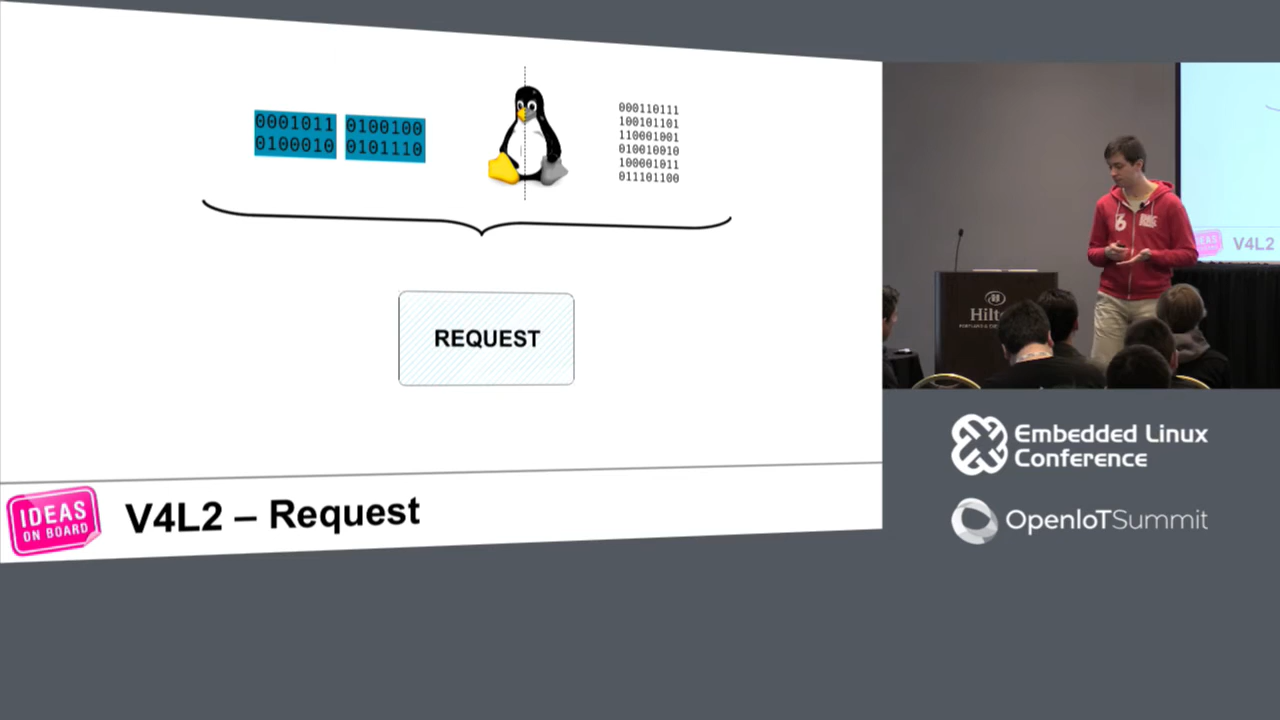 0001011 0100100
0100010 0101110
000110111
100101101
110001001
010010010
100001011
011101100
REQUEST
IDEAS
ON BOARD
V4L2 – Request
V4L2
Embedded Linux
Conference
OpenIoTSummit